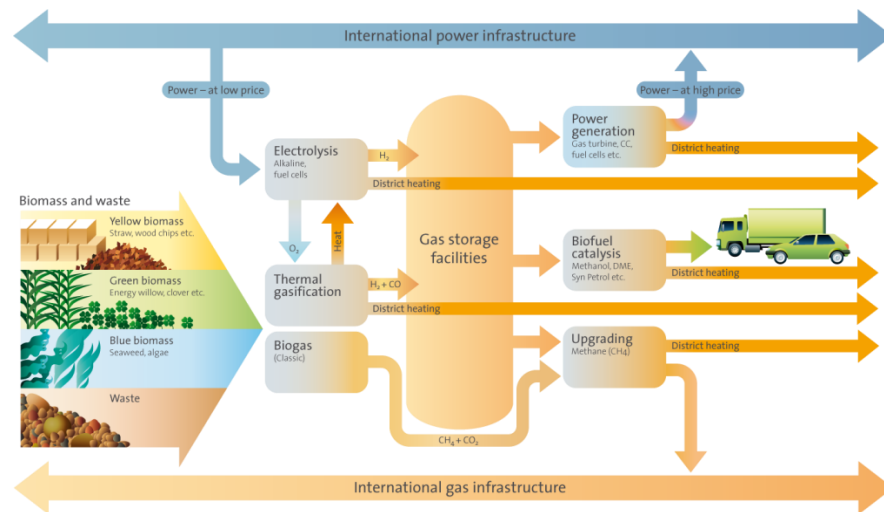 International power infrastructure
Power – at low price
Power – at high price
Electrolysis
Alkaline,
fuel cells
H₂
District heating
Power
generation
Gas turbine, CC,
fuel cells etc.
District heating
Biomass and waste
Yellow biomass
Straw, wood chips etc.
O₂
Heat
Gas storage
facilities
Biofuel
catalysis
Methanol, DME,
Syn Petrol etc.
District heating
Green biomass
Energy willow, clover etc.
Thermal
gasification
H₂ + CO
District heating
Blue biomass
Seaweed, algae
Biogas
(Classic)
Upgrading
Methane (CH4)
District heating
Waste
CH₄ + CO₂
International gas infrastructure